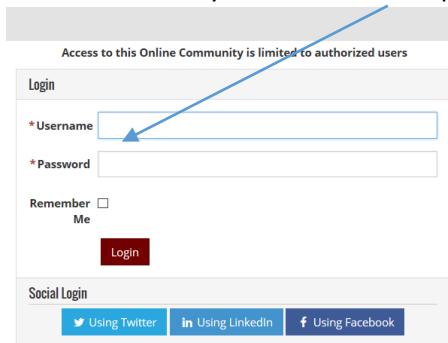 Access to this Online Community is limited to authorized users
Login
*Username
*Password
Remember
Me
Login
Social Login
Using Twitter in Using LinkedIn f Using Facebook